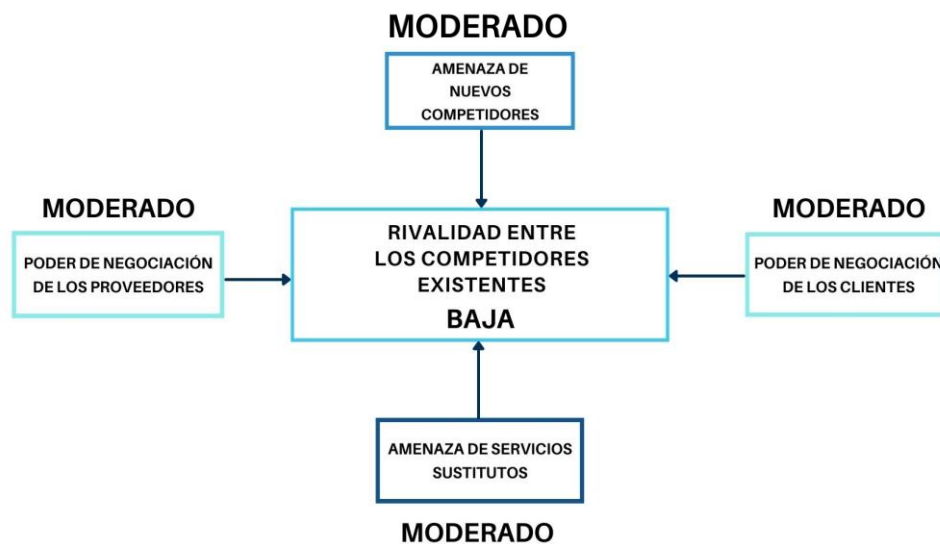 MODERADO
AMENAZA DE
NUEVOS
COMPETIDORES
MODERADO
PODER DE NEGOCIACIÓN
DE LOS PROVEEDORES
RIVALIDAD ENTRE
LOS COMPETIDORES
EXISTENTES
BAJA
MODERADO
PODER DE NEGOCIACIÓN
DE LOS CLIENTES
AMENAZA DE SERVICIOS
SUSTITUTOS
MODERADO